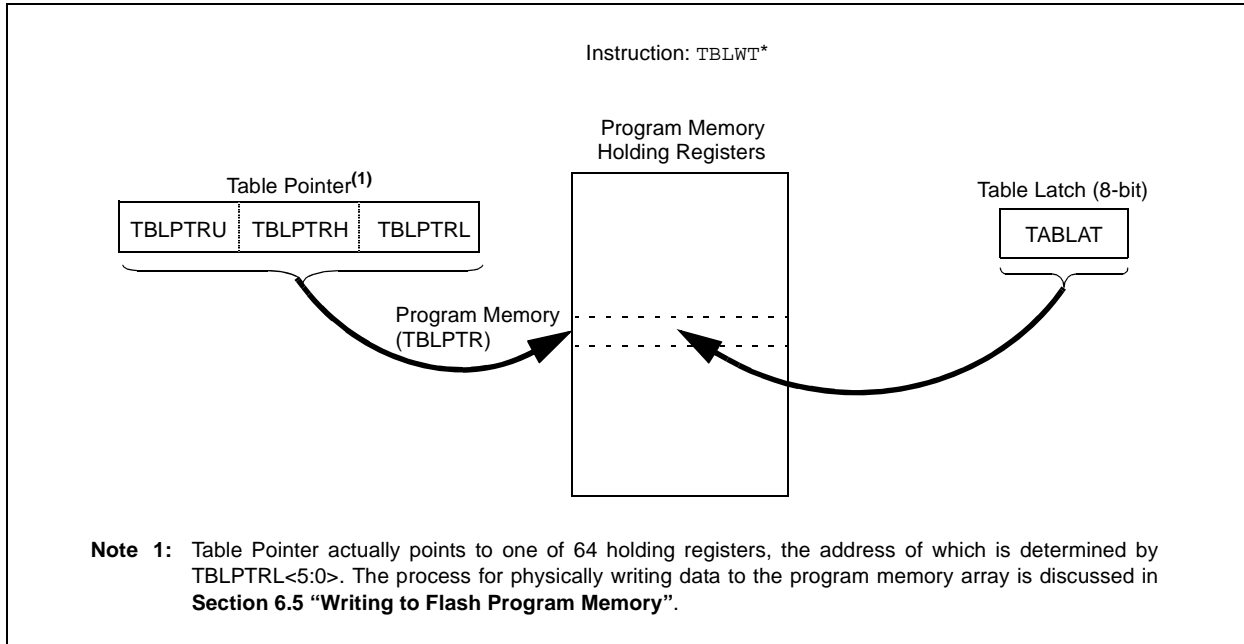 Instruction: TBLWT*
Program Memory
Holding Registers
Table Pointer(1)
Table Latch (8-bit)
TBLPTRU TBLPTRH TBLPTRL
TABLAT
Program Memory
(TBLPTR)
Note 1: Table Pointer actually points to one of 64 holding registers, the address of which is determined by
TBLPTRL<5:0>. The process for physically writing data to the program memory array is discussed in
Section 6.5 “Writing to Flash Program Memory”.